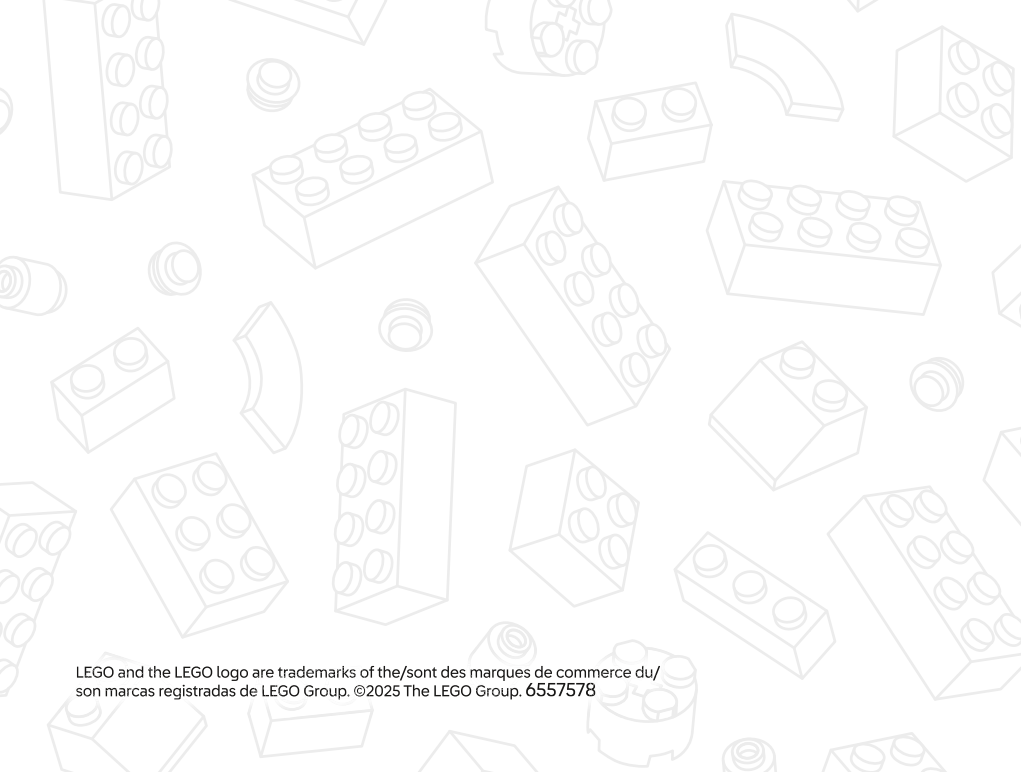 LEGO and the LEGO logo are trademarks of the/sont des marques de commerce du/
son marcas registradas de LEGO Group. ©2025 The LEGO Group. 6557578